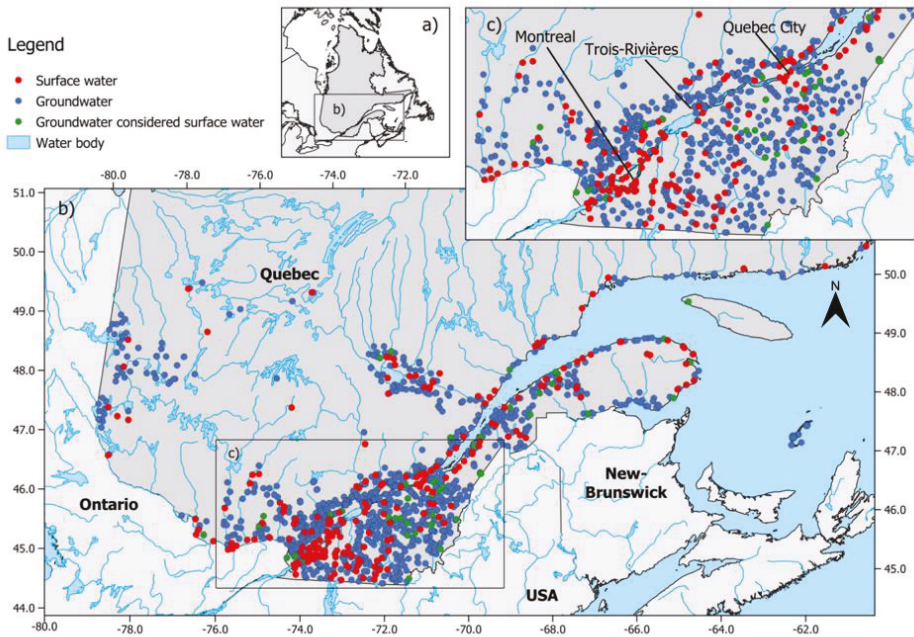 Legend
Surface water
Groundwater
Groundwater considered surface water
Water body
a)
b)
c)
Montreal
Trois-Rivières
Quebec City
-80.0 -78.0 -76.0 -74.0 -72.0
51.0
b)
50.0
50.0
Quebec
N
49.0
49.0
48.0
48.0
47.0
47.0
c)
46.0
46.0
Ontario
New-
Brunswick
45.0
45.0
USA
44.0
-80.0 -78.0 -76.0 -74.0 -72.0 -70.0 -68.0 -66.0 -65.0 -64.0 -62.0